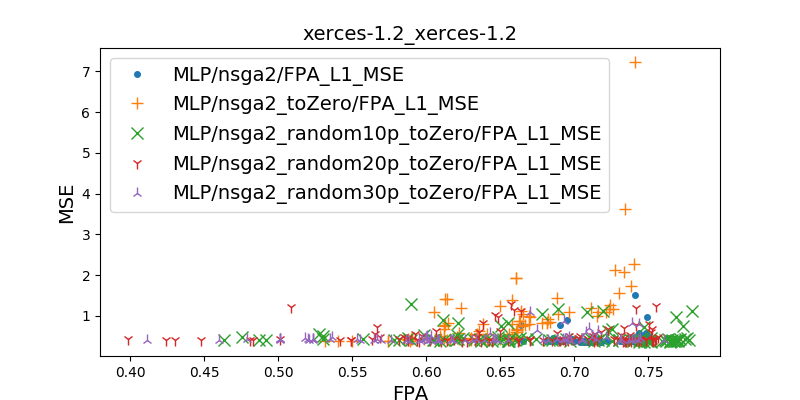 xerces-1.2_xerces-1.2
MLP/nsga2/FPA_L1_MSE
MLP/nsga2_toZero/FPA_L1_MSE
MLP/nsga2_random10p_toZero/FPA_L1_MSE
MLP/nsga2_random20p_toZero/FPA_L1_MSE
MLP/nsga2_random30p_toZero/FPA_L1_MSE
MSE
7
6
5
4
3
2
1
0.40 0.45 0.50 0.55 0.60 0.65 0.70 0.75
FPA